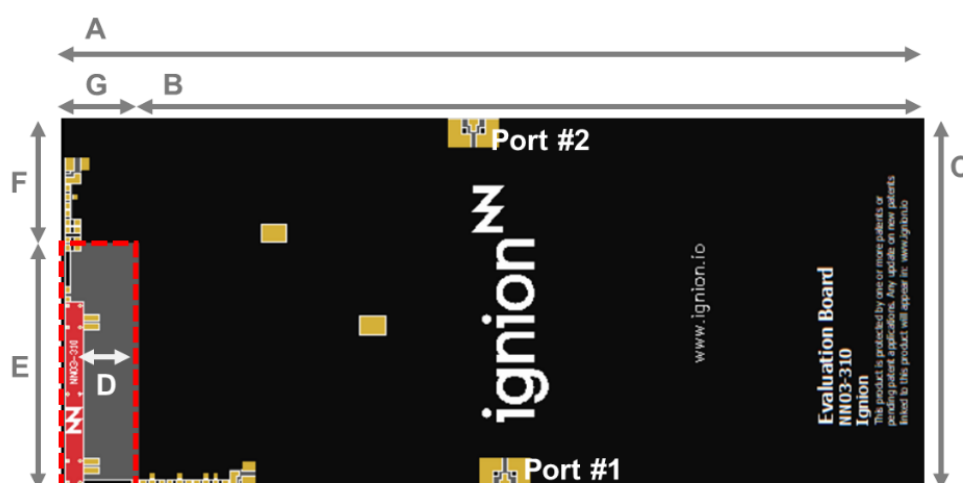 A
G
B
Port #2
F
C
ignion
www.ignion.io
Evaluation Board
NN03-310
Ignion
This product is protected by one or more patents or
pending patent applications. Any update on new patents
linked to this product will appear in: www.ignion.io
NN03-310
E
D
Port #1